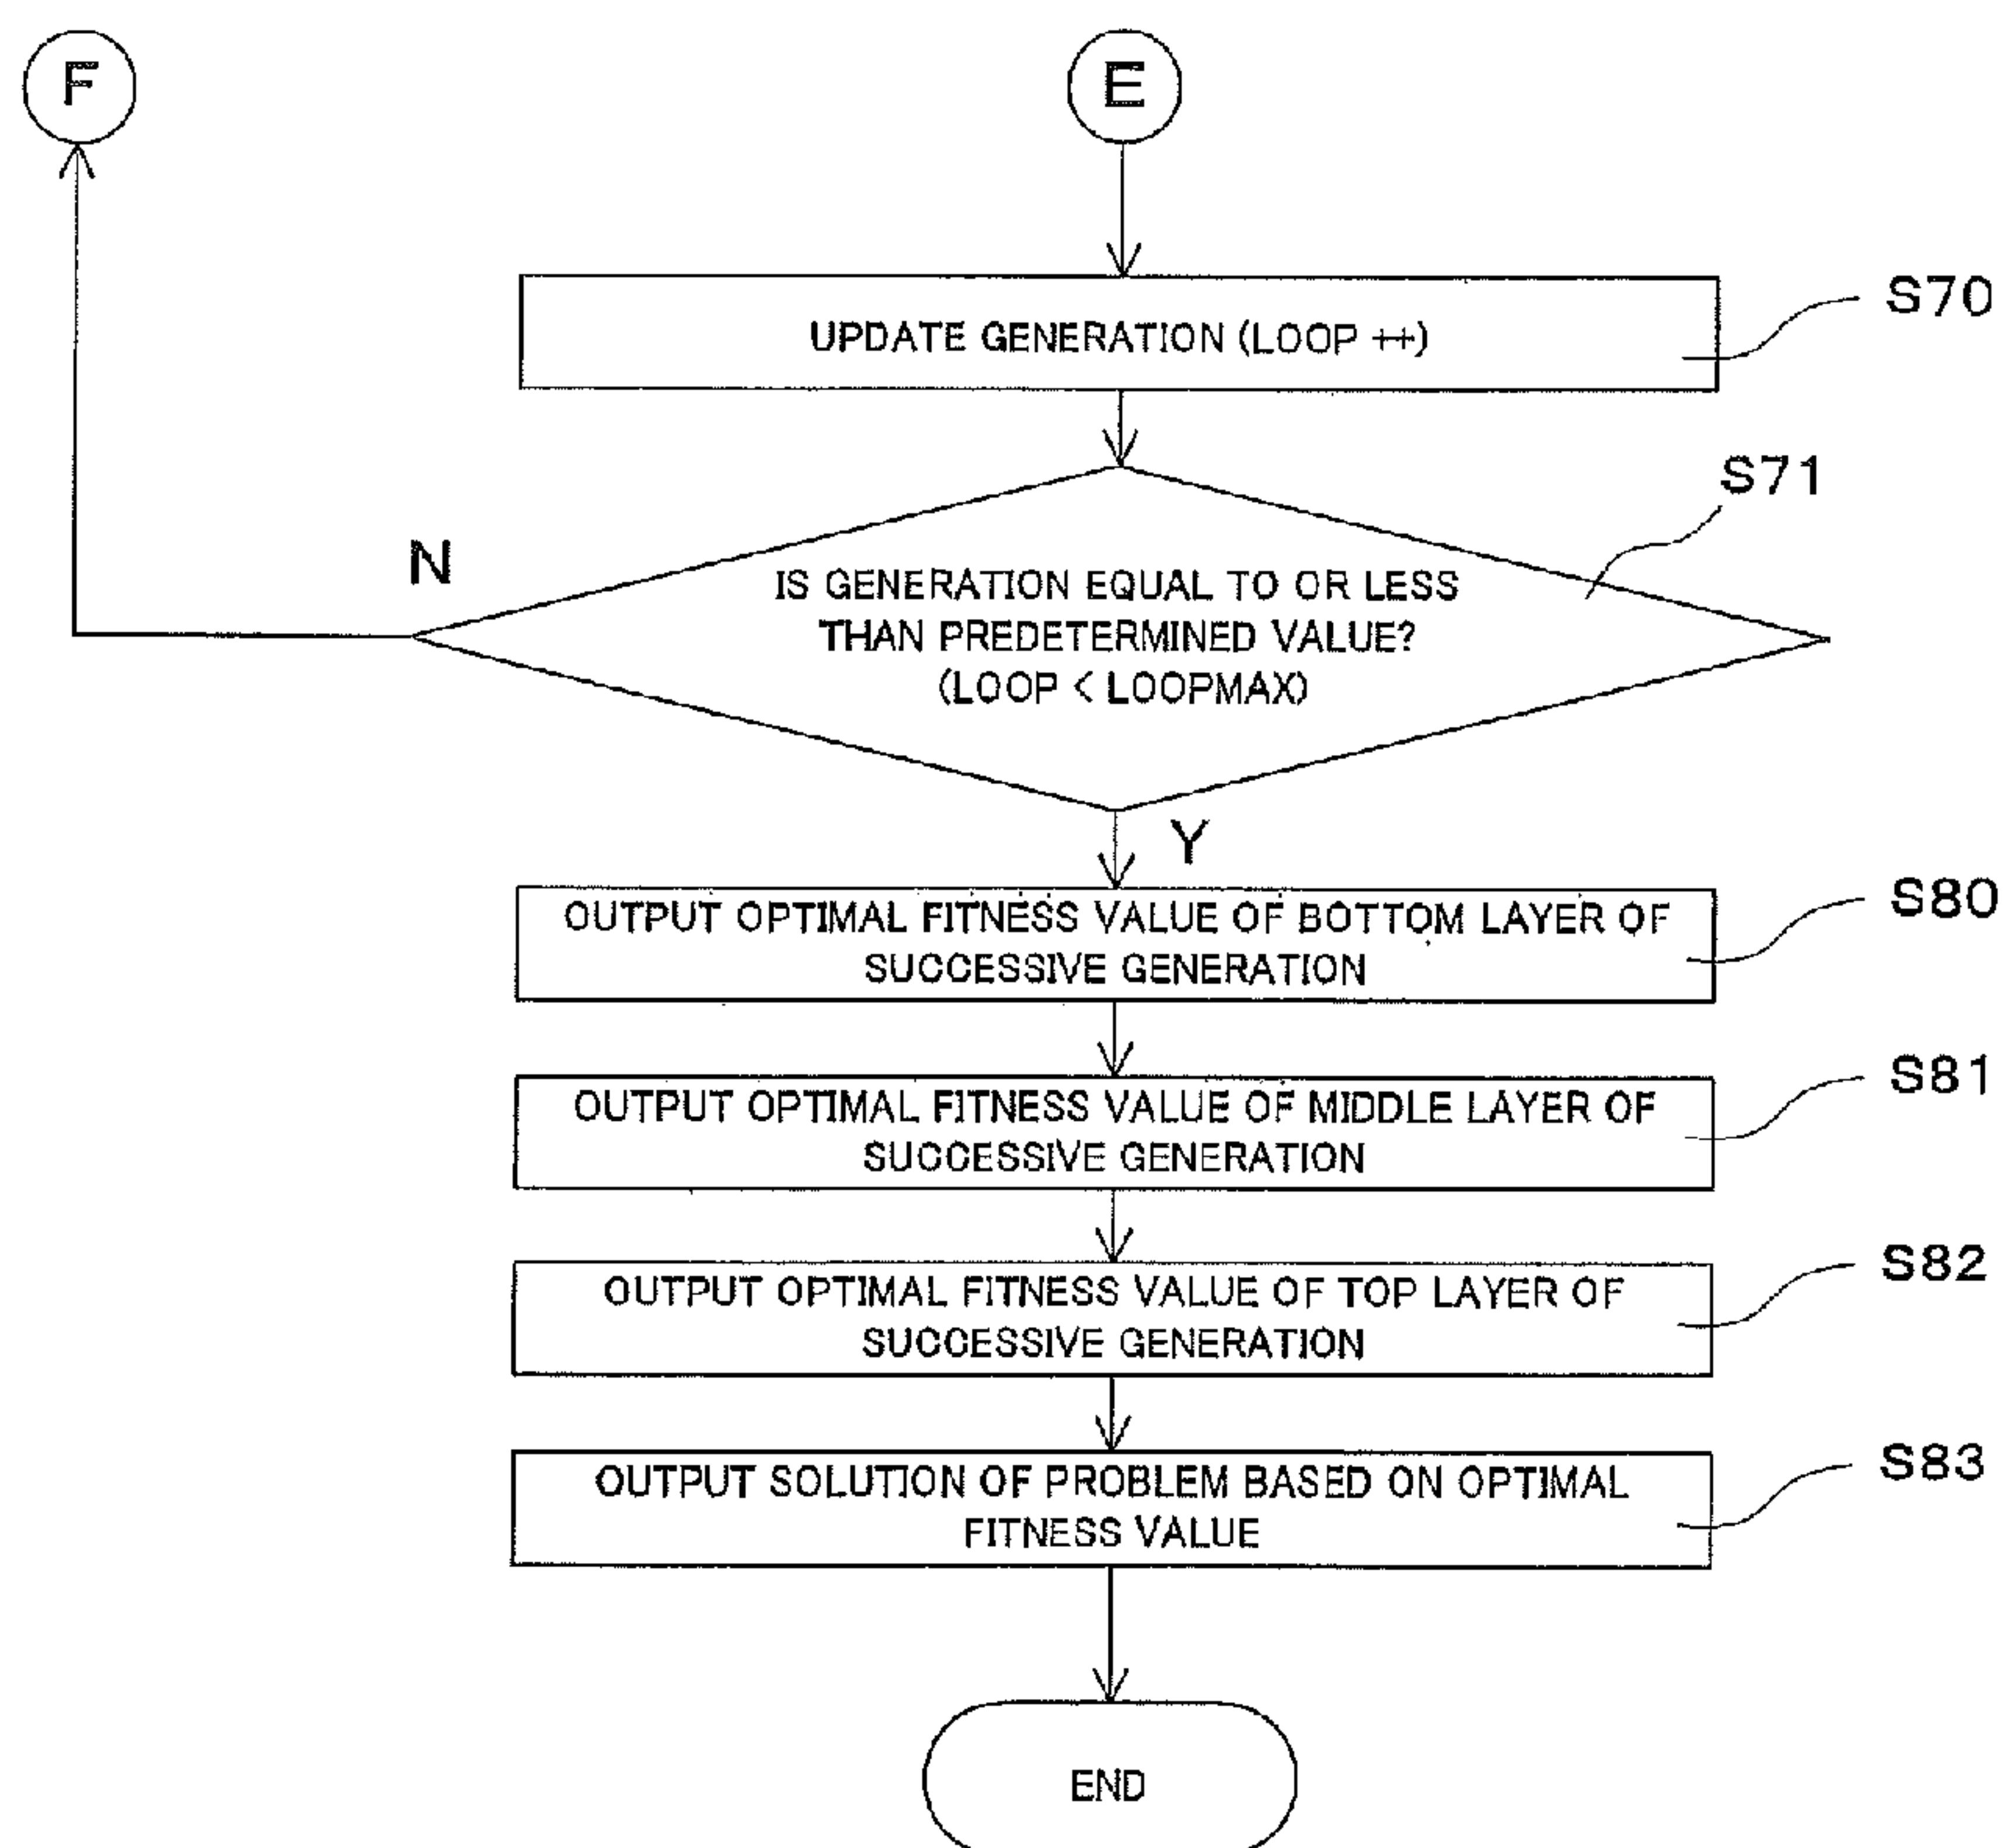 F
E
UPDATE GENERATION (LOOP ++)
S70
S71
N
IS GENERATION EQUAL TO OR LESS
THAN PREDETERMINED VALUE?
(LOOP < LOOPMAX)
Y
OUTPUT OPTIMAL FITNESS VALUE OF BOTTOM LAYER OF
SUCCESSIVE GENERATION
S80
OUTPUT OPTIMAL FITNESS VALUE OF MIDDLE LAYER OF
SUCCESSIVE GENERATION
S81
OUTPUT OPTIMAL FITNESS VALUE OF TOP LAYER OF
SUCCESSIVE GENERATION
S82
OUTPUT SOLUTION OF PROBLEM BASED ON OPTIMAL
FITNESS VALUE
S83
END